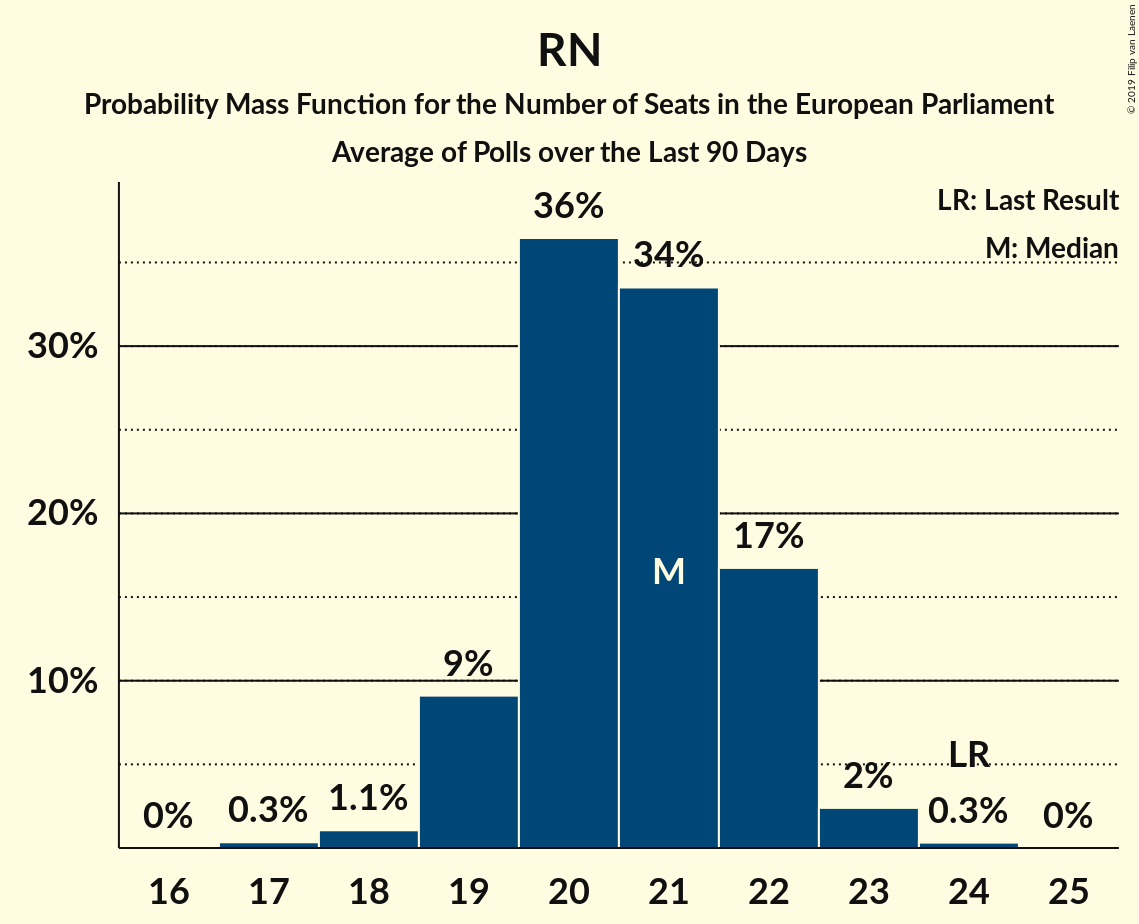 RN
Probability Mass Function for the Number of Seats in the European Parliament
Average of Polls over the Last 90 Days
© 2019 Filip van Laenen
LR: Last Result
M: Median
36%
34%
30%
20%
17%
M
10%
9%
LR
2%
1.1%
0.3%
0.3%
0%
0%
16 17 18 19 20 21 22 23 24 25